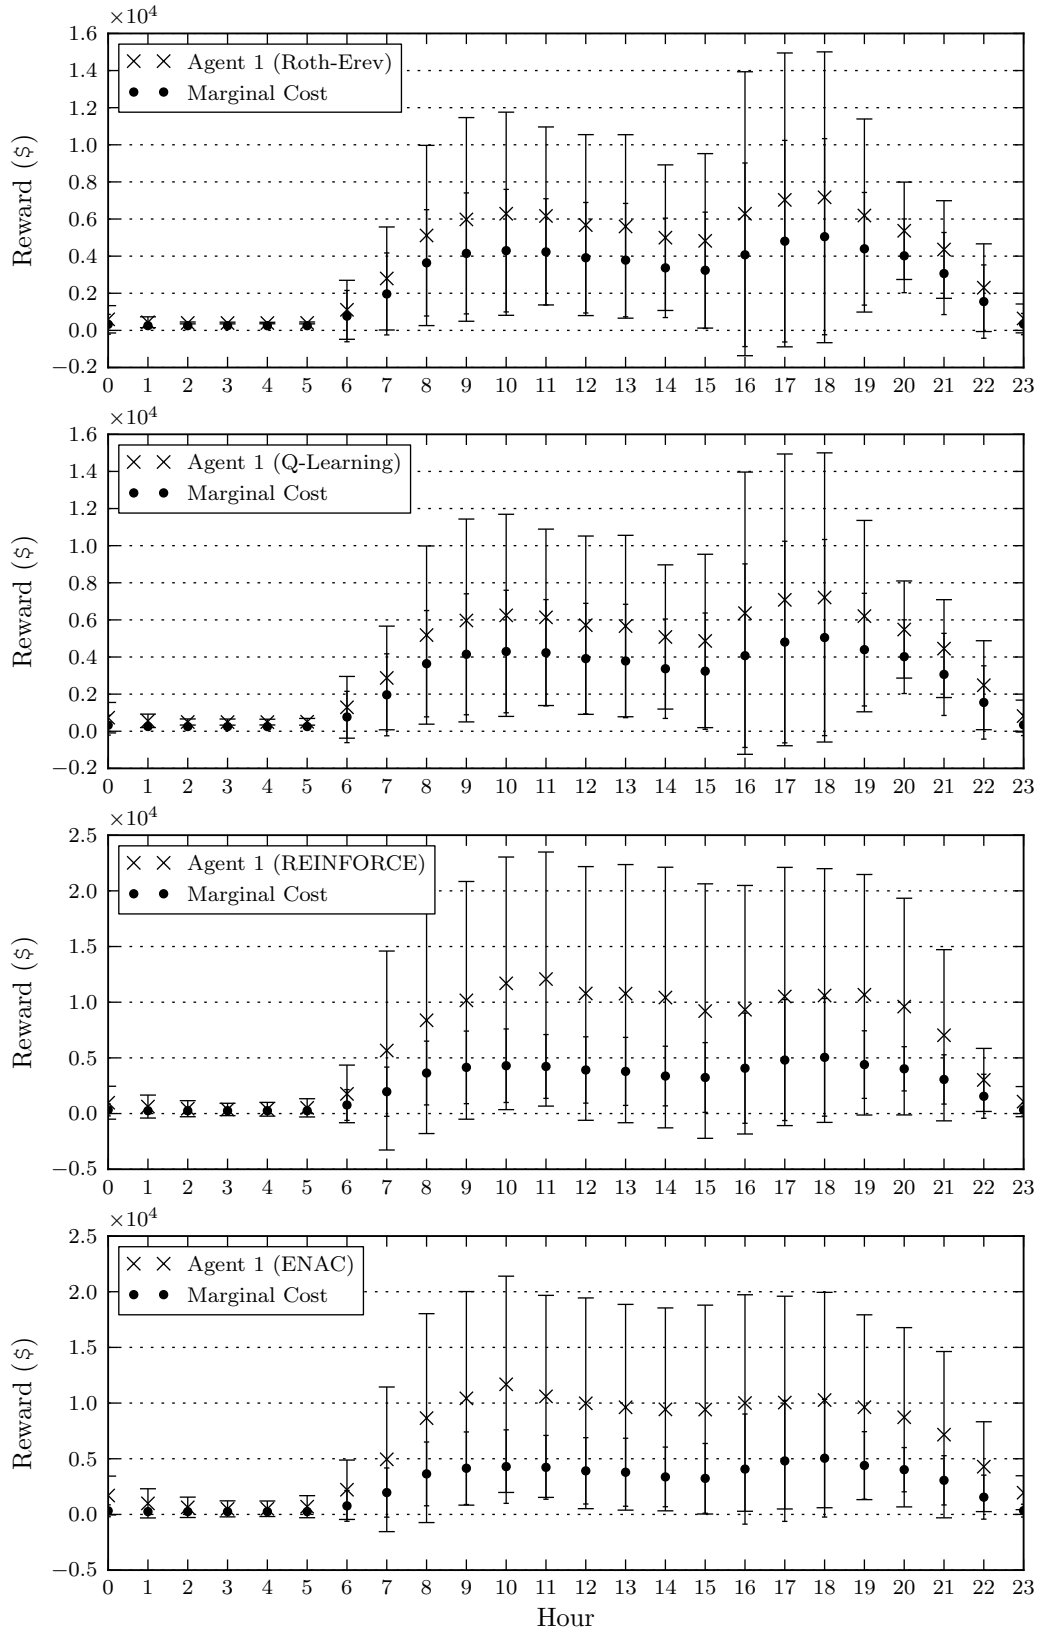 ×10⁴
1.6
1.4
1.2
1.0
0.8
0.6
0.4
0.2
0.0
−0.2
Reward ($)
Agent 1 (Roth-Erev)
Marginal Cost
0 1 2 3 4 5 6 7 8 9 10 11 12 13 14 15 16 17 18 19 20 21 22 23
×10⁴
1.6
1.4
1.2
1.0
0.8
0.6
0.4
0.2
0.0
−0.2
Reward ($)
Agent 1 (Q-Learning)
Marginal Cost
0 1 2 3 4 5 6 7 8 9 10 11 12 13 14 15 16 17 18 19 20 21 22 23
×10⁴
2.5
2.0
1.5
1.0
0.5
0.0
−0.5
Reward ($)
Agent 1 (REINFORCE)
Marginal Cost
0 1 2 3 4 5 6 7 8 9 10 11 12 13 14 15 16 17 18 19 20 21 22 23
×10⁴
2.5
2.0
1.5
1.0
0.5
0.0
−0.5
Reward ($)
Agent 1 (ENAC)
Marginal Cost
0 1 2 3 4 5 6 7 8 9 10 11 12 13 14 15 16 17 18 19 20 21 22 23
Hour